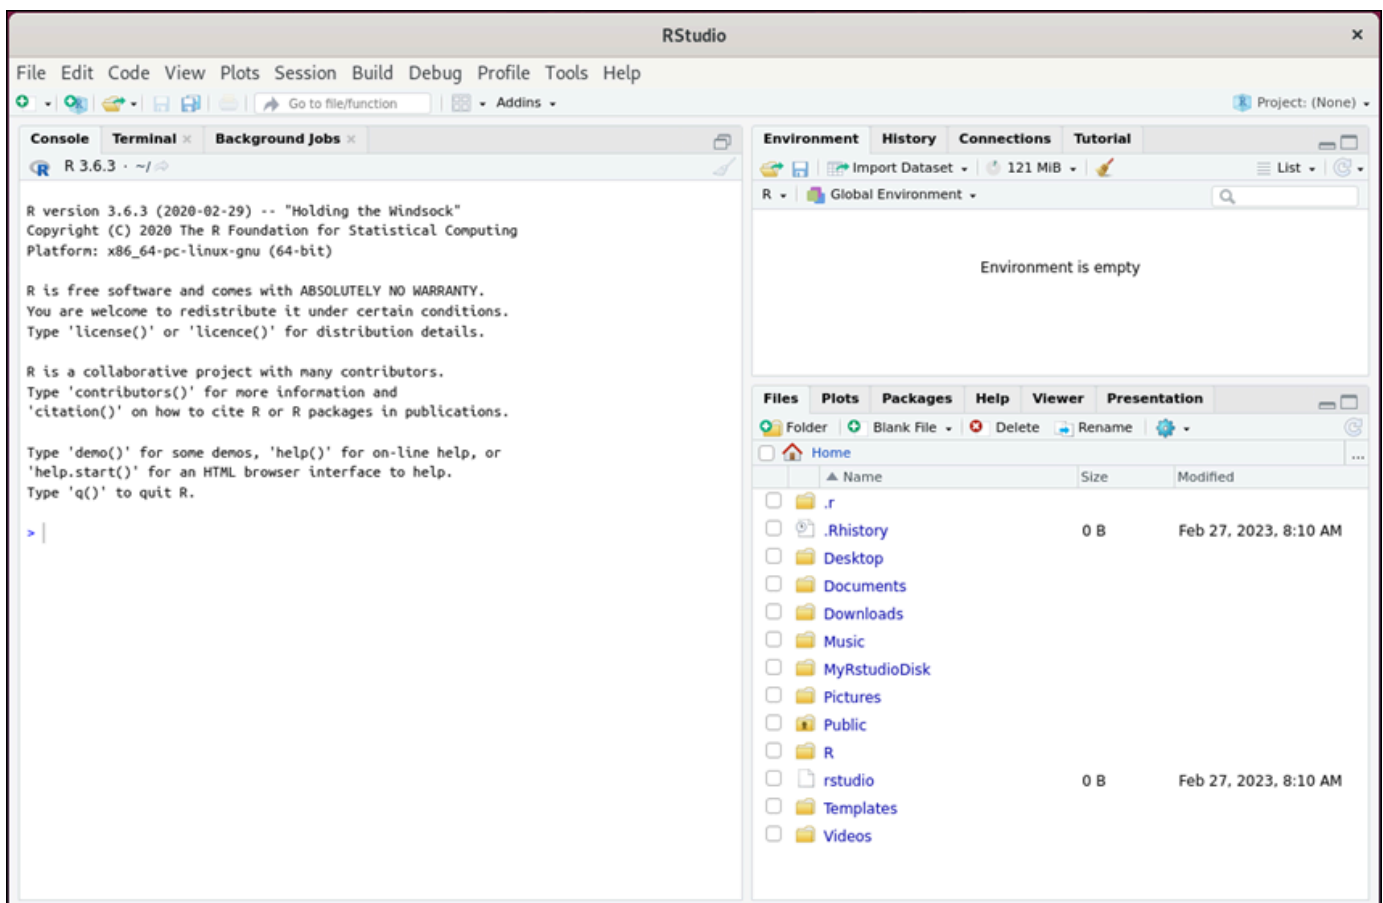 RStudio
File Edit Code View Plots Session Build Debug Profile Tools Help
Go to file/function Addins Project: (None)
Console Terminal Background Jobs
R 3.6.3 · ~/
R version 3.6.3 (2020-02-29) -- "Holding the Windsock"
Copyright (C) 2020 The R Foundation for Statistical Computing
Platform: x86_64-pc-linux-gnu (64-bit)
R is free software and comes with ABSOLUTELY NO WARRANTY.
You are welcome to redistribute it under certain conditions.
Type 'license()' or 'licence()' for distribution details.
R is a collaborative project with many contributors.
Type 'contributors()' for more information and
'citation()' on how to cite R or R packages in publications.
Type 'demo()' for some demos, 'help()' for on-line help, or
'help.start()' for an HTML browser interface to help.
Type 'q()' to quit R.
>
Environment History Connections Tutorial
Import Dataset 121 MiB List
R Global Environment
Environment is empty
Files Plots Packages Help Viewer Presentation
Folder Blank File Delete Rename
Home ...
Name Size Modified
.r
.Rhistory 0 B Feb 27, 2023, 8:10 AM
Desktop
Documents
Downloads
Music
MyRstudioDisk
Pictures
Public
R
rstudio 0 B Feb 27, 2023, 8:10 AM
Templates
Videos